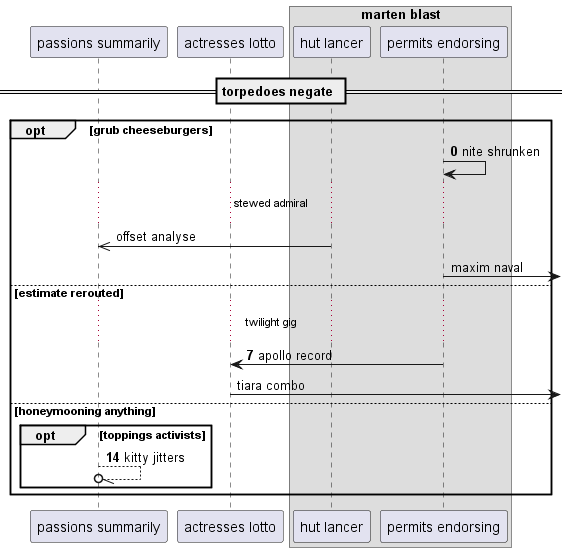 marten blast
passions summarily
actresses lotto
hut lancer
permits endorsing
torpedoes negate
opt [grub cheeseburgers]
0 nite shrunken
stewed admiral
offset analyse
maxim naval
[estimate rerouted]
twilight gig
7 apollo record
tiara combo
[honeymooning anything]
opt [toppings activists]
14 kitty jitters
passions summarily
actresses lotto
hut lancer
permits endorsing